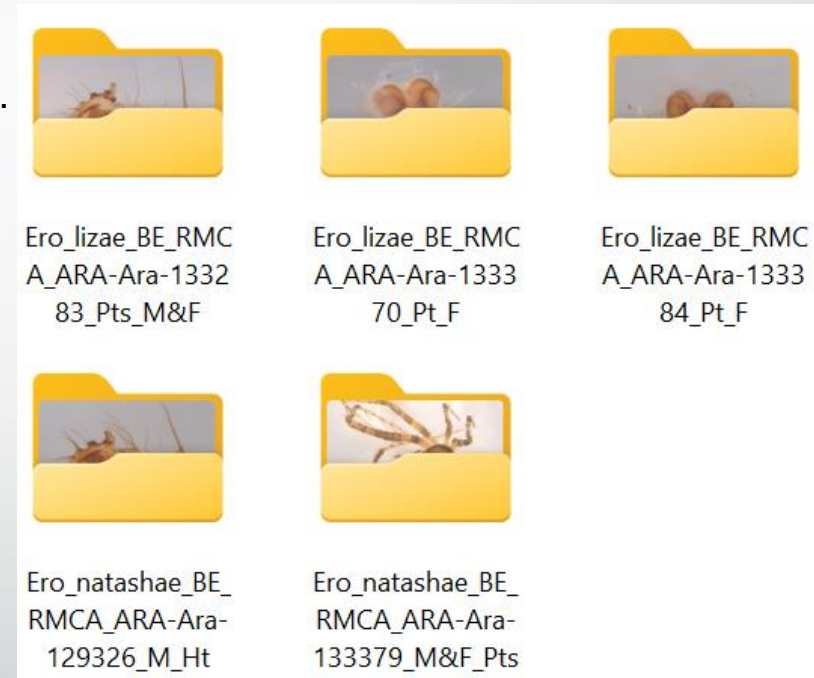 .
Ero_lizae_BE_RMC
A_ARA-Ara-1332
83_Pts_M&F
Ero_lizae_BE_RMC
A_ARA-Ara-1333
70_Pt_F
Ero_lizae_BE_RMC
A_ARA-Ara-1333
84_Pt_F
Ero_natashae_BE_
RMCA_ARA-Ara-
129326_M_Ht
Ero_natashae_BE_
RMCA_ARA-Ara-
133379_M&F_Pts